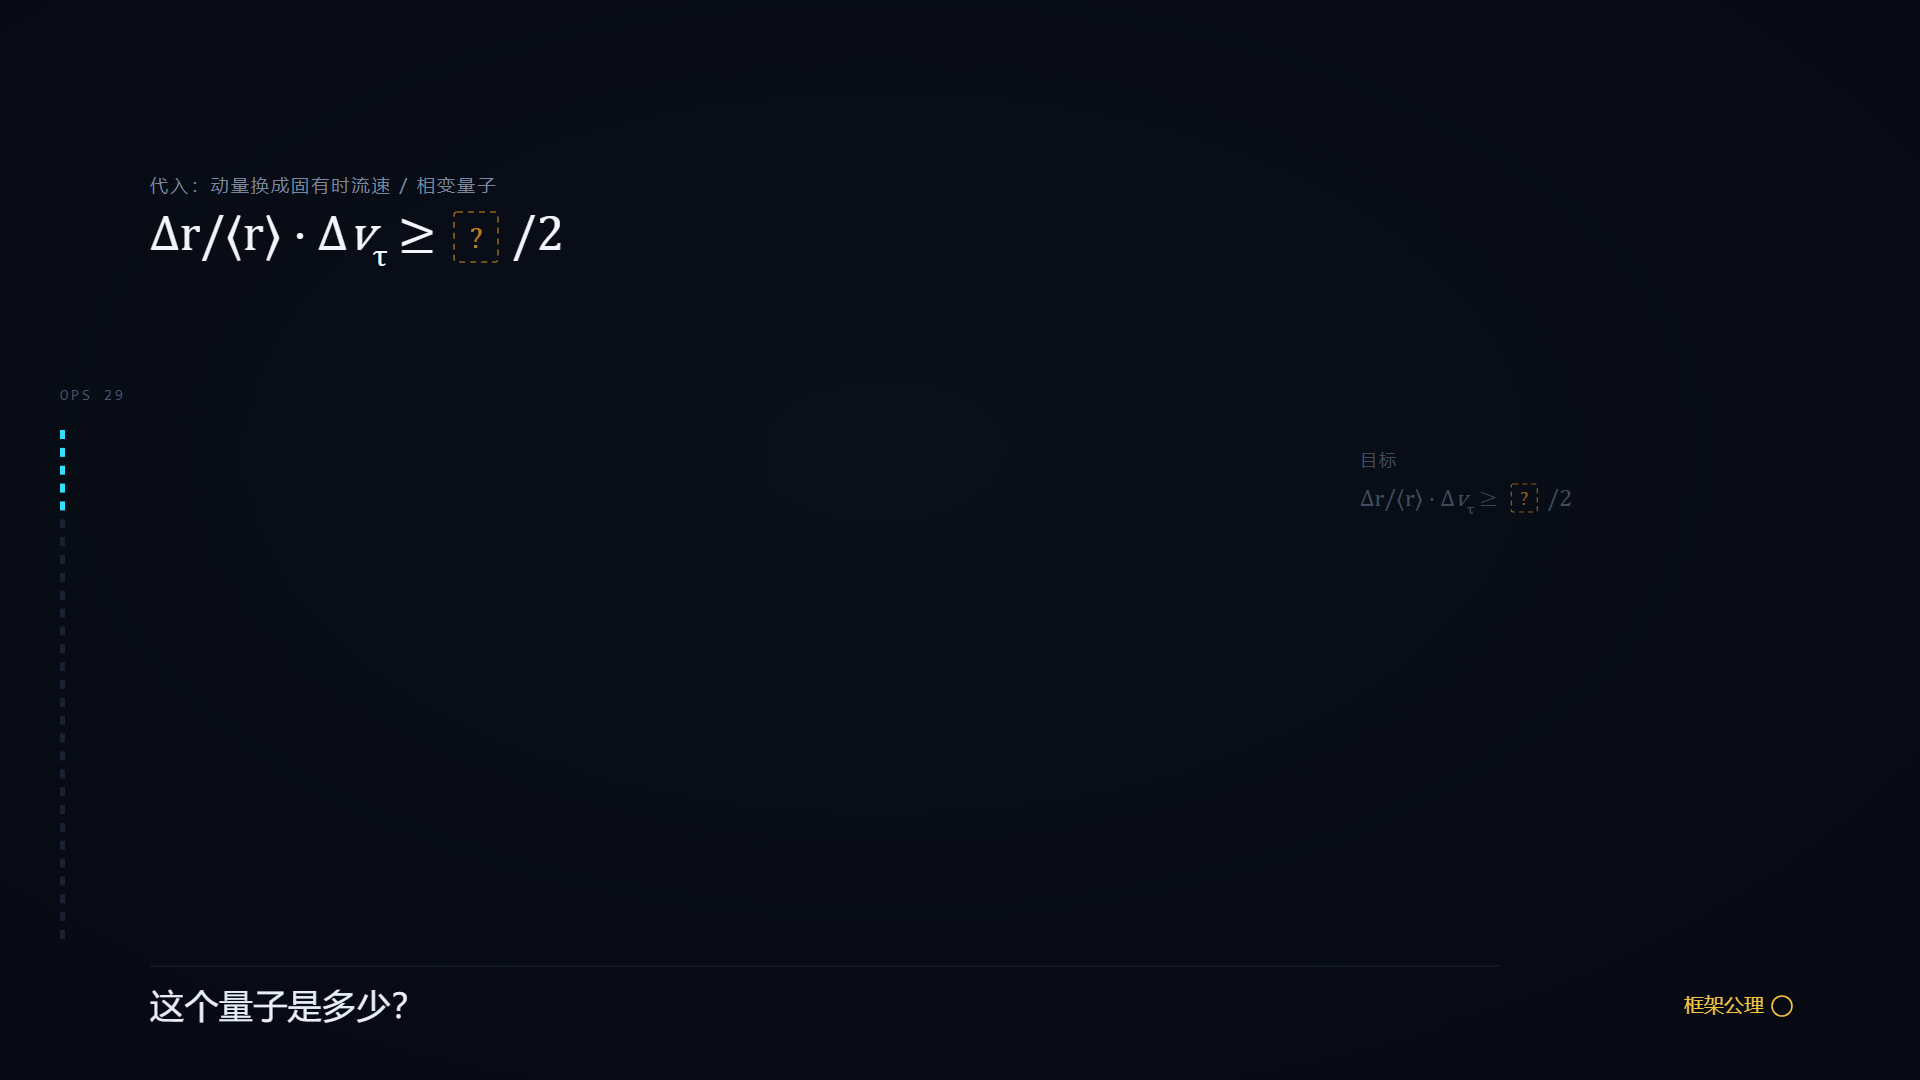 代入：动量换成固有时流速 / 相变量子
Δr/⟨r⟩ · Δv_τ ≥ ? /2
OPS 29
目标
Δr/⟨r⟩ · Δv_τ ≥ ? /2
这个量子是多少?
框架公理